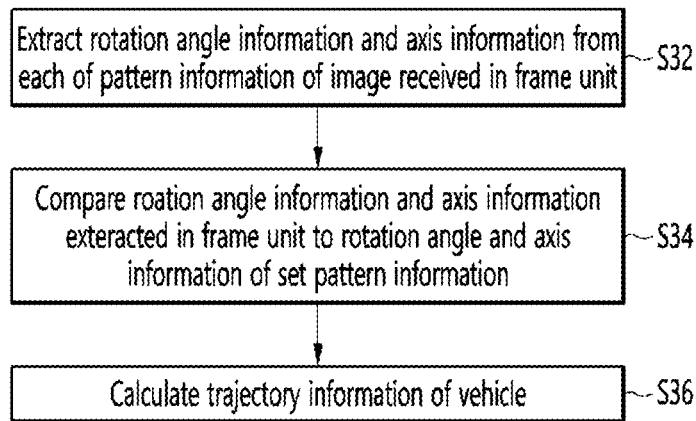 Extract rotation angle information and axis information from
each of pattern information of image received in frame unit
S32
Compare roation angle information and axis information
exteracted in frame unit to rotation angle and axis
information of set pattern information
S34
Calculate trajectory information of vehicle
S36